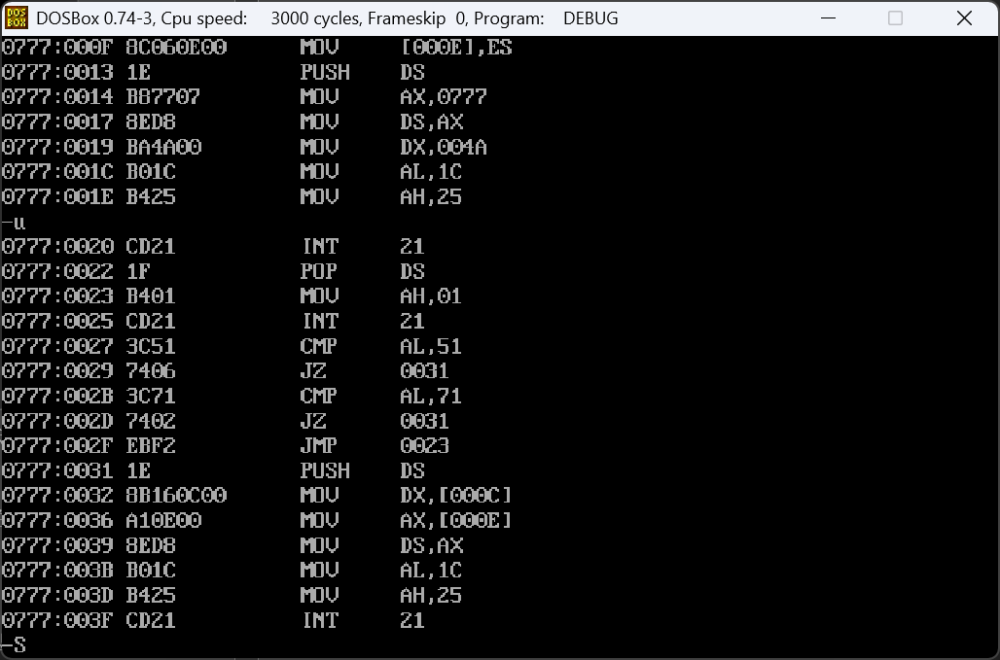 DOS BOX DOSBox 0.74-3, Cpu speed: 3000 cycles, Frameskip 0, Program: DEBUG
0777:000F 8C060E00 MOV [000E],ES
0777:0013 1E PUSH DS
0777:0014 B87707 MOV AX,0777
0777:0017 8ED8 MOV DS,AX
0777:0019 BA4A00 MOV DX,004A
0777:001C B01C MOV AL,1C
0777:001E B425 MOV AH,25
-u
0777:0020 CD21 INT 21
0777:0022 1F POP DS
0777:0023 B401 MOV AH,01
0777:0025 CD21 INT 21
0777:0027 3C51 CMP AL,51
0777:0029 7406 JZ 0031
0777:002B 3C71 CMP AL,71
0777:002D 7402 JZ 0031
0777:002F EBF2 JMP 0023
0777:0031 1E PUSH DS
0777:0032 8B160C00 MOV DX,[000C]
0777:0036 A10E00 MOV AX,[000E]
0777:0039 8ED8 MOV DS,AX
0777:003B B01C MOV AL,1C
0777:003D B425 MOV AH,25
0777:003F CD21 INT 21
-S